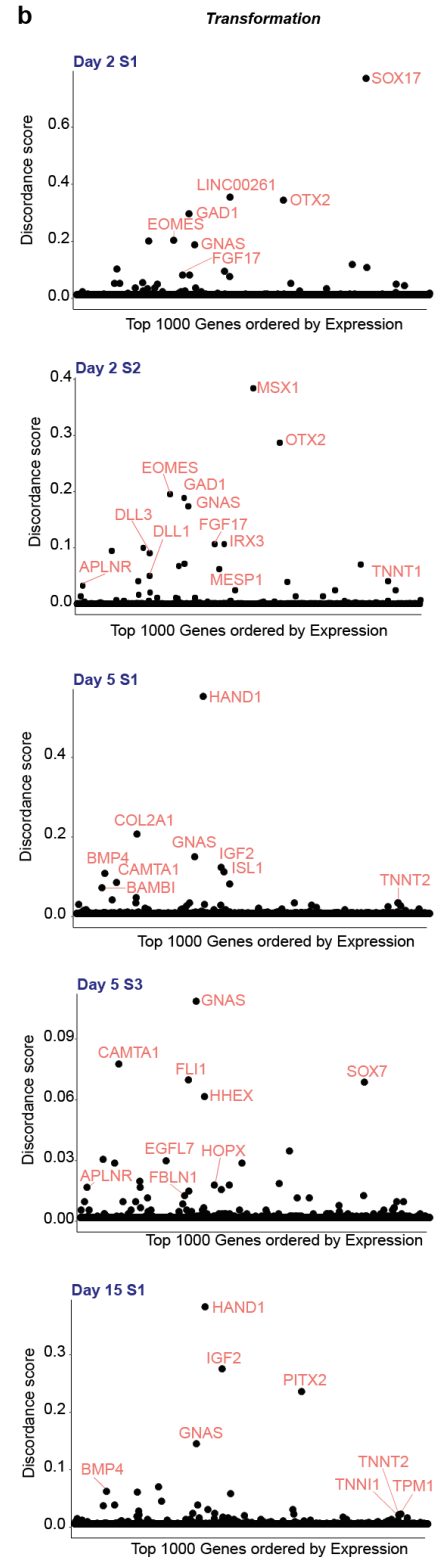 b
Transformation
Day 2 S1
SOX17
0.6
LINC00261
OTX2
0.4
GAD1
EOMES
GNAS
0.2
FGF17
0.0
Discordance score
Top 1000 Genes ordered by Expression
Day 2 S2
0.4
MSX1
OTX2
0.3
EOMES
GAD1
0.2
GNAS
DLL3
FGF17
DLL1
IRX3
0.1
APLNR
MESP1
TNNT1
0.0
Discordance score
Top 1000 Genes ordered by Expression
Day 5 S1
HAND1
0.4
COL2A1
0.2
GNAS
BMP4
IGF2
CAMTA1
ISL1
BAMBI
TNNT2
0.0
Discordance score
Top 1000 Genes ordered by Expression
Day 5 S3
GNAS
0.09
CAMTA1
FLI1
SOX7
HHEX
0.06
EGFL7
HOPX
0.03
APLNR
FBLN1
0.00
Discordance score
Top 1000 Genes ordered by Expression
Day 15 S1
HAND1
0.3
IGF2
PITX2
0.2
GNAS
0.1
BMP4
TNNT2
TNNI1
TPM1
0.0
Discordance score
Top 1000 Genes ordered by Expression